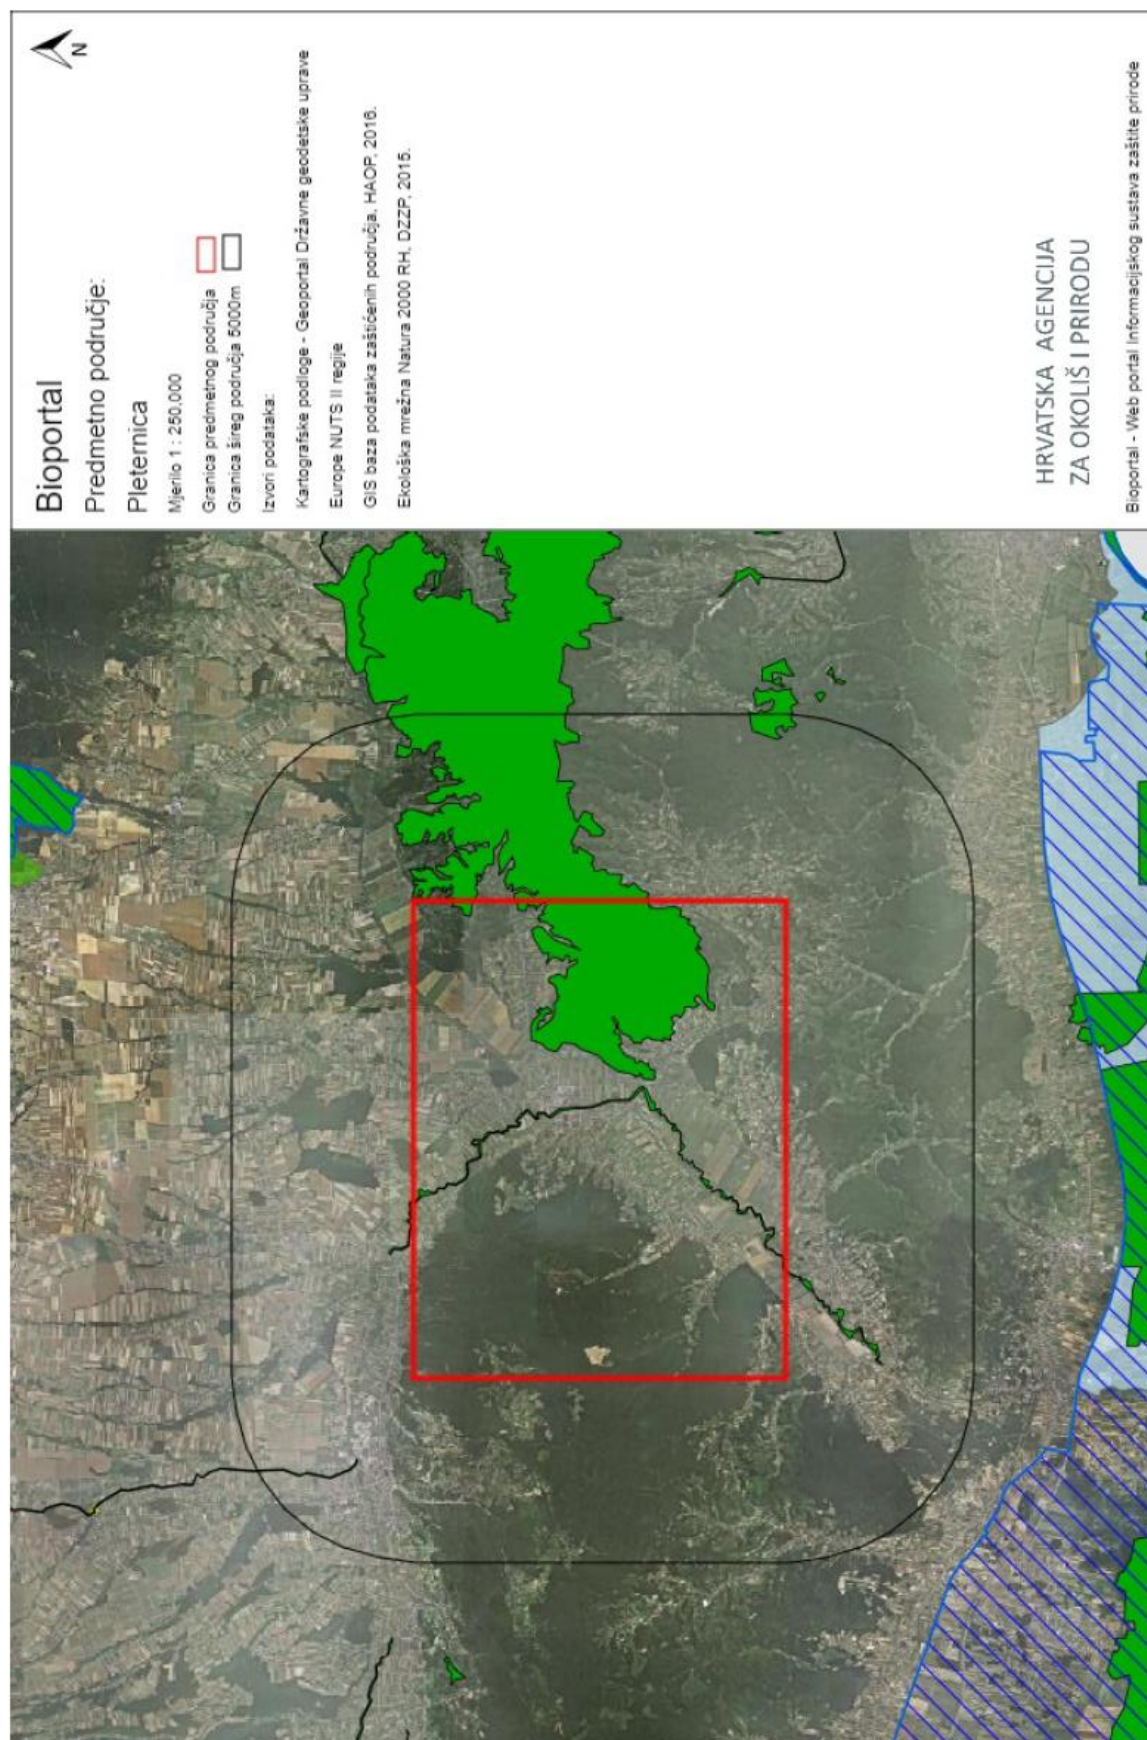 N
Bioportal
Predmetno područje:
Pleternica
Mjerilo 1 : 250,000
Granica predmetnog područja
Granica šireg područja 5000m
Izvori podataka:
Kartografske podloge - Geoportal Državne geodetske uprave
Europe NUTS II regije
GIS baza podataka zaštićenih područja, HAOP, 2016.
Ekološka mrežna Natura 2000 RH, DZZP, 2015.
HRVATSKA AGENCIJA
ZA OKOLIŠ I PRIRODU
Bioportal - Web portal Informacijskog sustava zaštite prirode